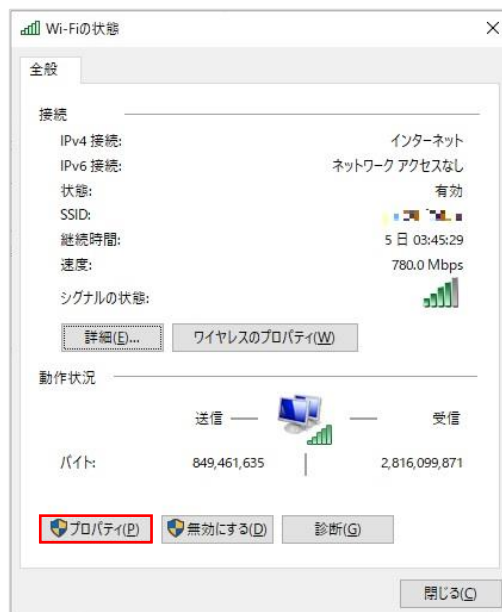 Wi-Fiの状態
全般
接続
IPv4 接続: インターネット
IPv6 接続: ネットワーク アクセスなし
状態: 有効
SSID:
継続時間: 5 日 03:45:29
速度: 780.0 Mbps
シグナルの状態:
詳細(E)... ワイヤレスのプロパティ(W)
動作状況
送信 受信
バイト: 849,461,635 2,816,099,871
プロパティ(P) 無効にする(D) 診断(G)
閉じる(C)